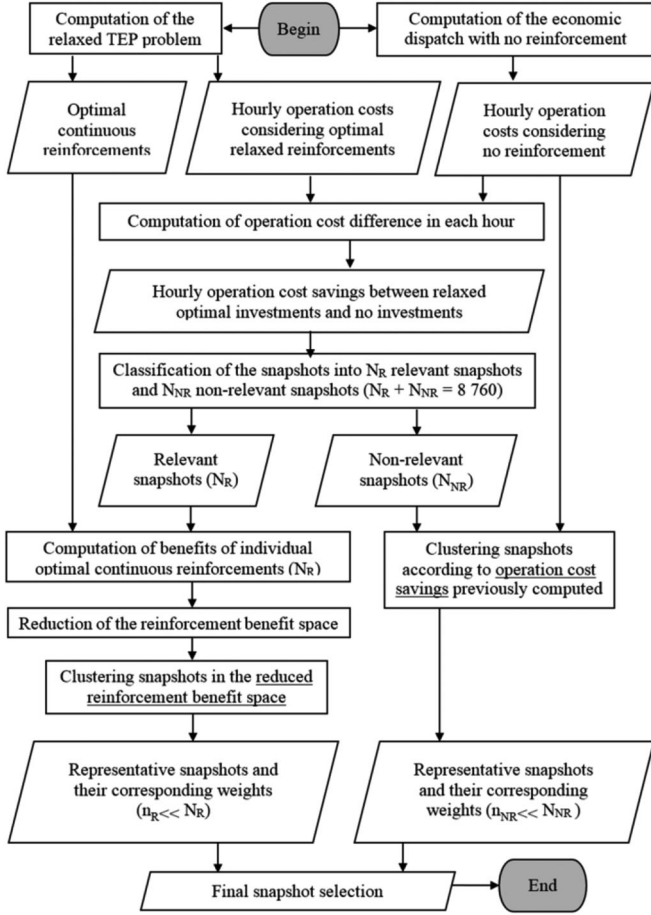 Computation of the
relaxed TEP problem
Begin
Computation of the economic
dispatch with no reinforcement
Optimal
continuous
reinforcements
Hourly operation costs
considering optimal
relaxed reinforcements
Hourly operation
costs considering
no reinforcement
Computation of operation cost difference in each hour
Hourly operation cost savings between relaxed
optimal investments and no investments
Classification of the snapshots into NR relevant snapshots
and NNR non-relevant snapshots (NR + NNR = 8 760)
Relevant
snapshots (NR)
Non-relevant
snapshots (NNR)
Computation of benefits of individual
optimal continuous reinforcements (NR)
Clustering snapshots
according to operation cost
savings previously computed
Reduction of the reinforcement benefit space
Clustering snapshots in the reduced
reinforcement benefit space
Representative snapshots and
their corresponding weights
(nR<< NR)
Representative snapshots
and their corresponding
weights (nNR<< NNR )
Final snapshot selection
End